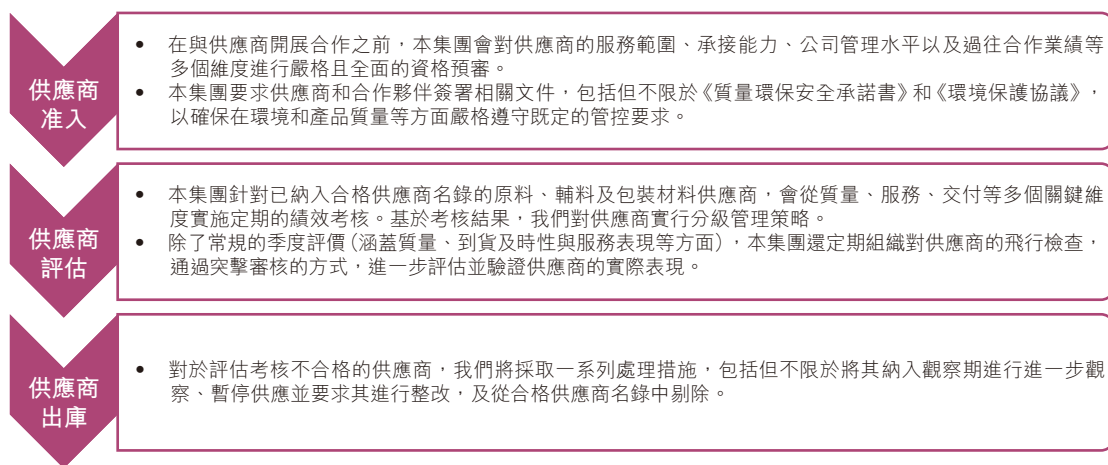 供應商
准入
• 在與供應商開展合作之前，本集團會對供應商的服務範圍、承接能力、公司管理水平以及過往合作業績等
多個維度進行嚴格且全面的資格預審。
• 本集團要求供應商和合作夥伴簽署相關文件，包括但不限於《質量環保安全承諾書》和《環境保護協議》，
以確保在環境和產品質量等方面嚴格遵守既定的管控要求。
供應商
評估
• 本集團針對已納入合格供應商名錄的原料、輔料及包裝材料供應商，會從質量、服務、交付等多個關鍵維
度實施定期的績效考核。基於考核結果，我們對供應商實行分級管理策略。
• 除了常規的季度評價（涵蓋質量、到貨及時性與服務表現等方面），本集團還定期組織對供應商的飛行檢查，
通過突擊審核的方式，進一步評估並驗證供應商的實際表現。
供應商
出庫
• 對於評估考核不合格的供應商，我們將採取一系列處理措施，包括但不限於將其納入觀察期進行進一步觀
察、暫停供應並要求其進行整改，及從合格供應商名錄中剔除。